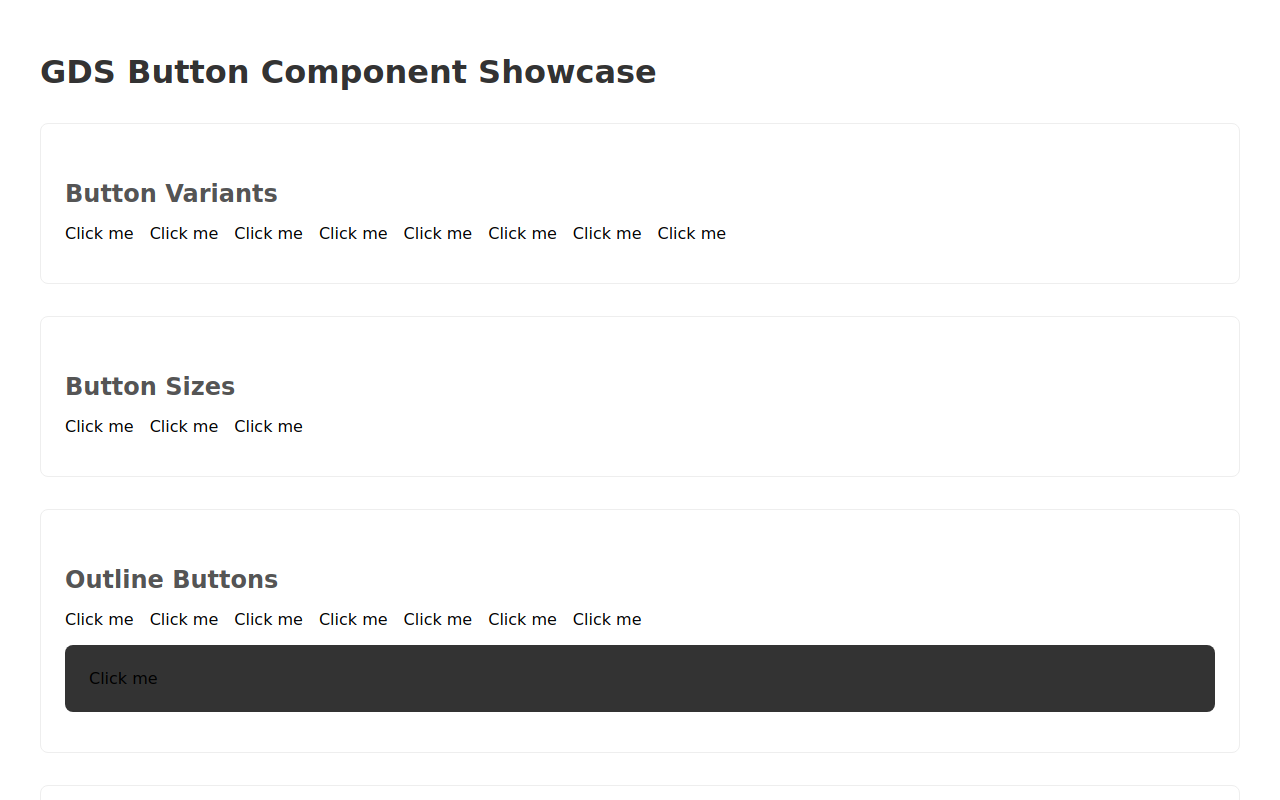 GDS Button Component Showcase
Button Variants
Click me Click me Click me Click me Click me Click me Click me Click me
Button Sizes
Click me Click me Click me
Outline Buttons
Click me Click me Click me Click me Click me Click me Click me
Click me